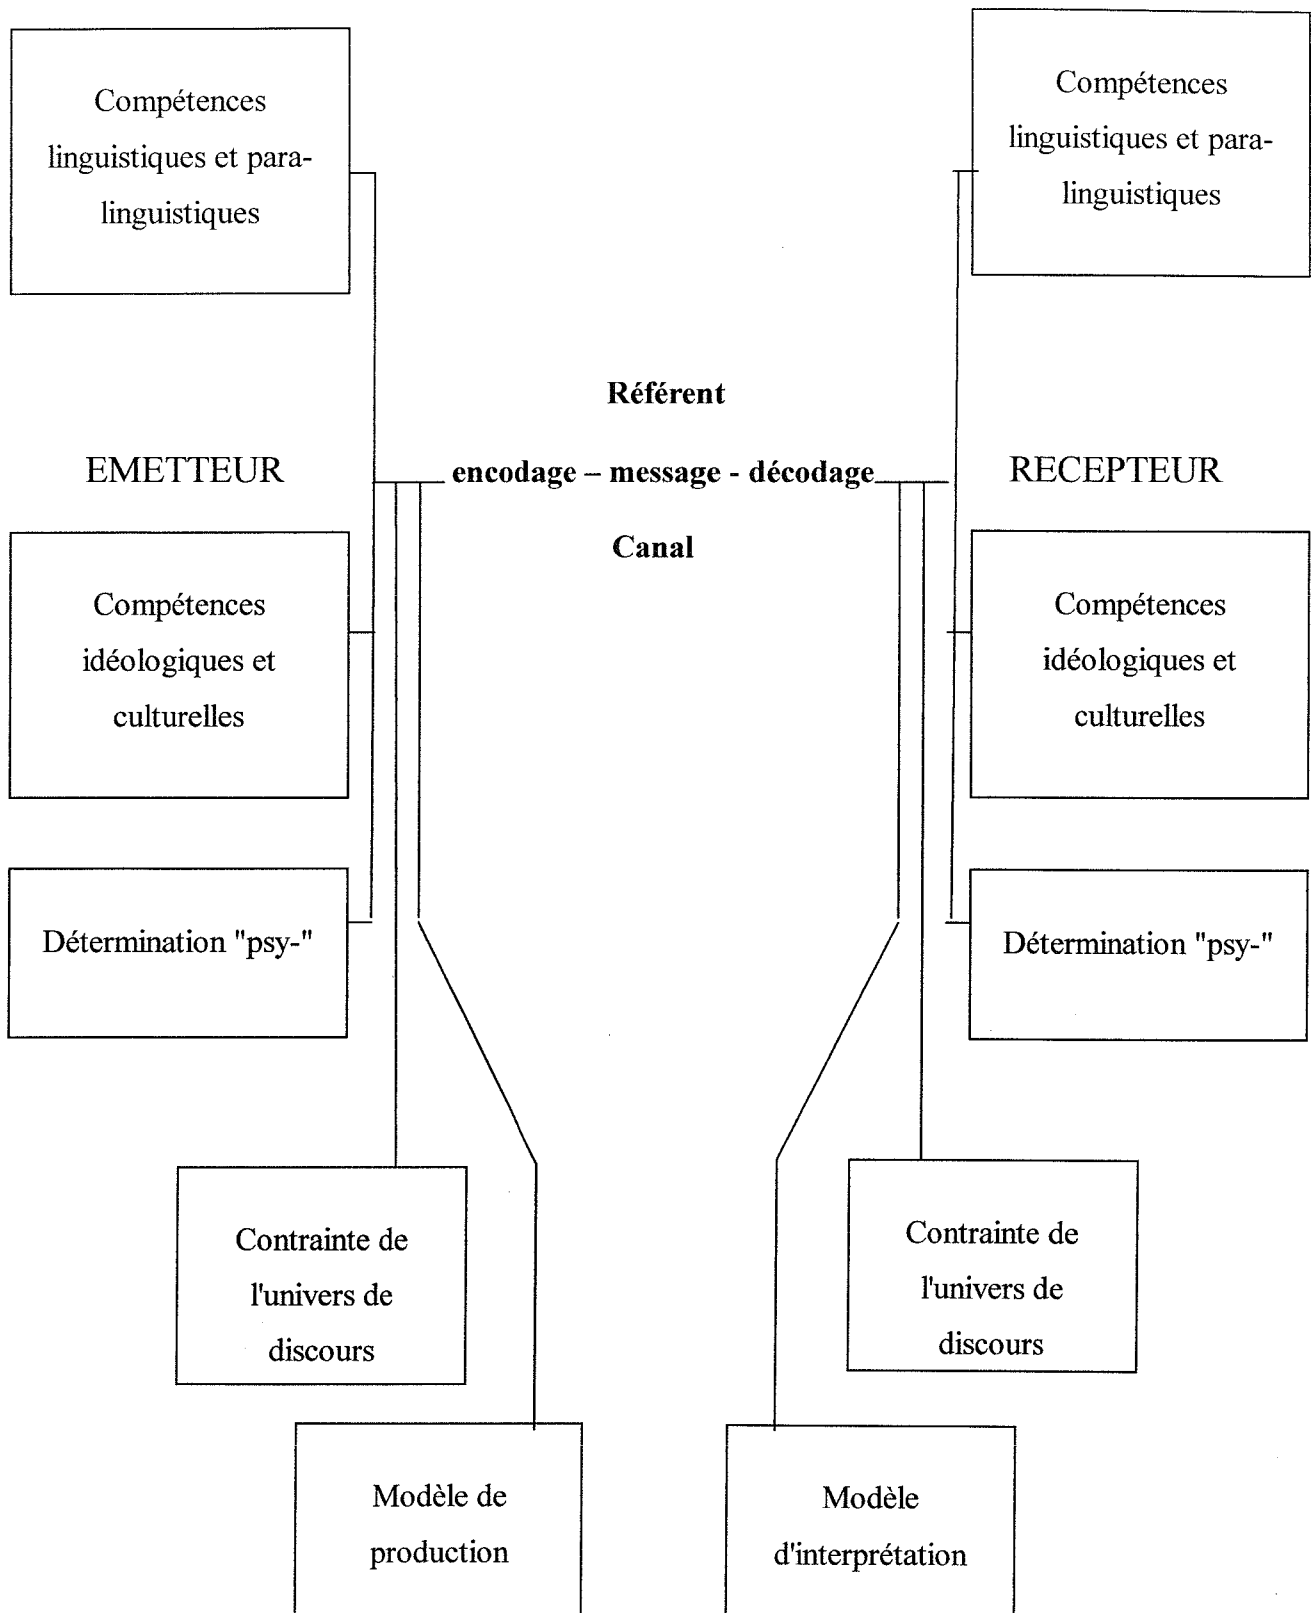 Compétences
linguistiques et para-
linguistiques
Compétences
linguistiques et para-
linguistiques
Référent
EMETTEUR
encodage – message - décodage
RECEPTEUR
Canal
Compétences
idéologiques et
culturelles
Compétences
idéologiques et
culturelles
Détermination "psy-"
Détermination "psy-"
Contrainte de
l'univers de
discours
Contrainte de
l'univers de
discours
Modèle de
production
Modèle
d'interprétation